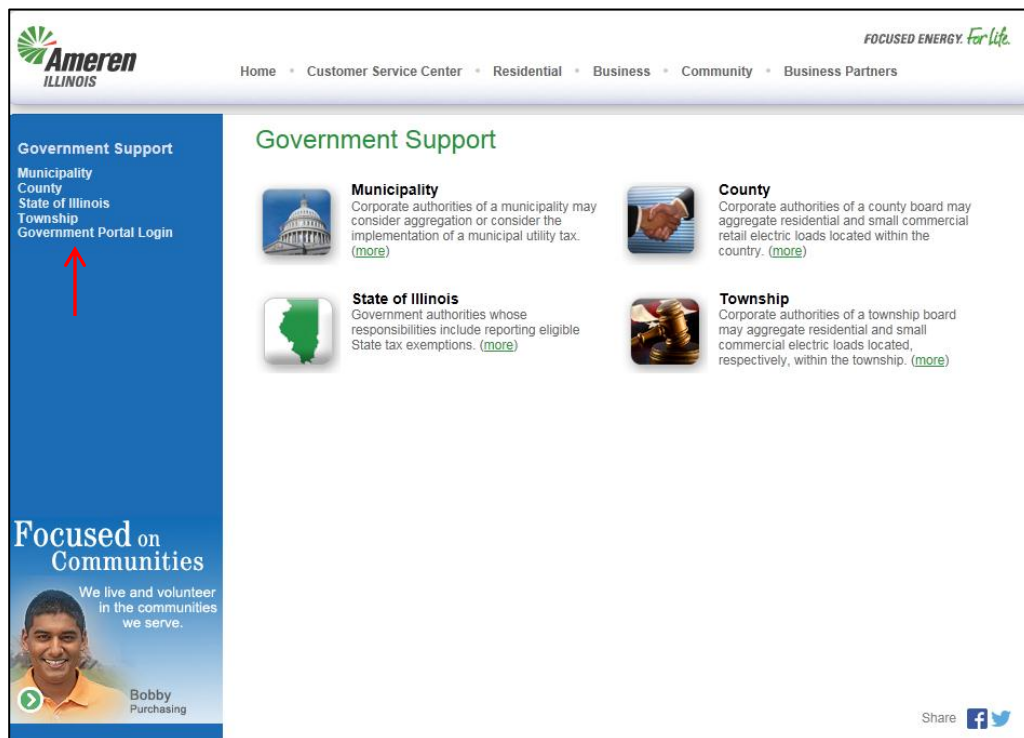 Ameren
ILLINOIS
FOCUSED ENERGY. For Life.
Home • Customer Service Center • Residential • Business • Community • Business Partners
Government Support
Municipality
County
State of Illinois
Township
Government Portal Login
Government Support
Municipality
Corporate authorities of a municipality may
consider aggregation or consider the
implementation of a municipal utility tax.
(more)
County
Corporate authorities of a county board may
aggregate residential and small commercial
retail electric loads located within the
country. (more)
State of Illinois
Government authorities whose
responsibilities include reporting eligible
State tax exemptions. (more)
Township
Corporate authorities of a township board
may aggregate residential and small
commercial electric loads located,
respectively, within the township. (more)
Focused on
Communities
We live and volunteer
in the communities
we serve.
Bobby
Purchasing
Share